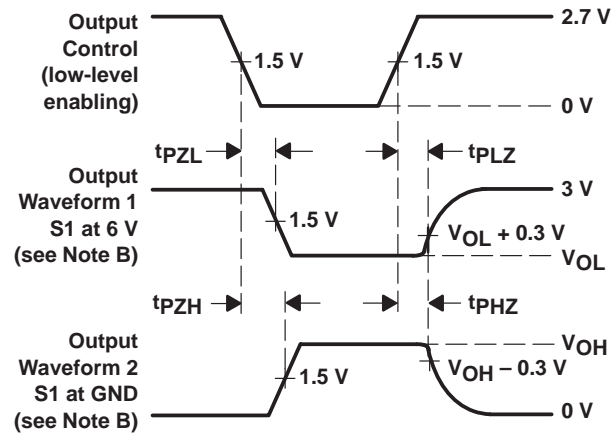 Output
Control
(low-level
enabling)
1.5 V
1.5 V
2.7 V
0 V
tPZL
tPLZ
Output
Waveform 1
S1 at 6 V
(see Note B)
1.5 V
3 V
VOL + 0.3 V
VOL
tPZH
tPHZ
Output
Waveform 2
S1 at GND
(see Note B)
1.5 V
VOH
VOH – 0.3 V
0 V